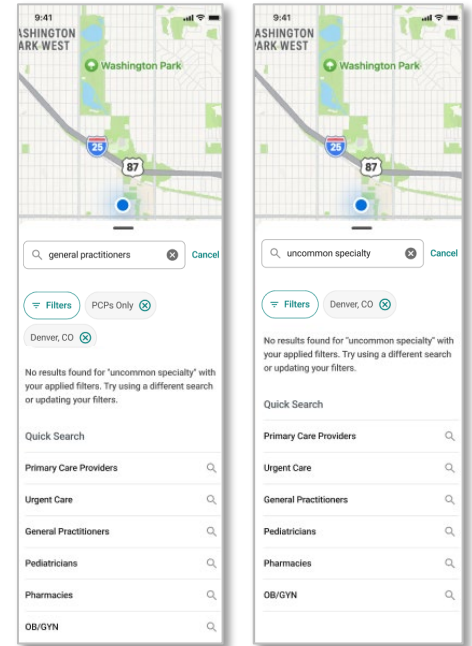 9:41
ASHINGTON
ARK WEST
Washington Park
25
87
general practitioners
Cancel
Filters
PCPs Only
Denver, CO
No results found for "uncommon specialty" with
your applied filters. Try using a different search
or updating your filters.
Quick Search
Primary Care Providers
Urgent Care
General Practitioners
Pediatricians
Pharmacies
OB/GYN
9:41
ASHINGTON
ARK WEST
Washington Park
25
87
uncommon specialty
Cancel
Filters
Denver, CO
No results found for "uncommon specialty" with
your applied filters. Try using a different search
or updating your filters.
Quick Search
Primary Care Providers
Urgent Care
General Practitioners
Pediatricians
Pharmacies
OB/GYN